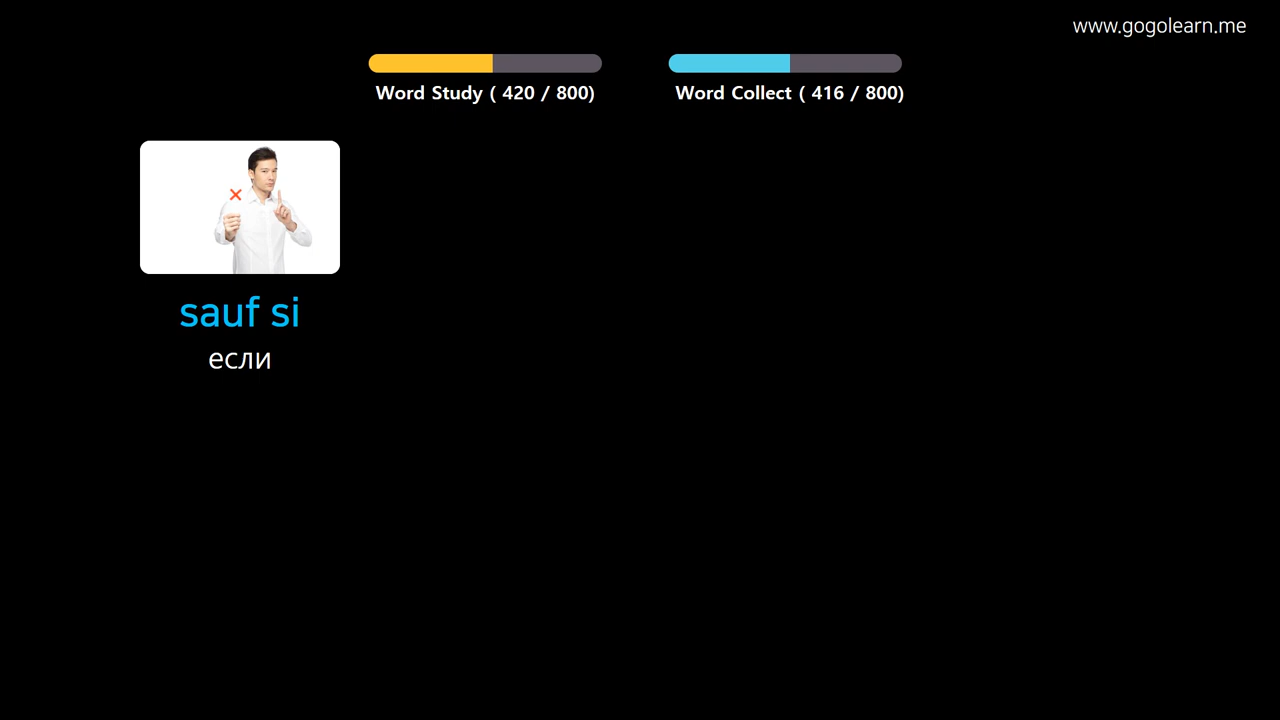 www.gogolearn.me
Word Study ( 420 / 800)
Word Collect ( 416 / 800)
sauf si
если